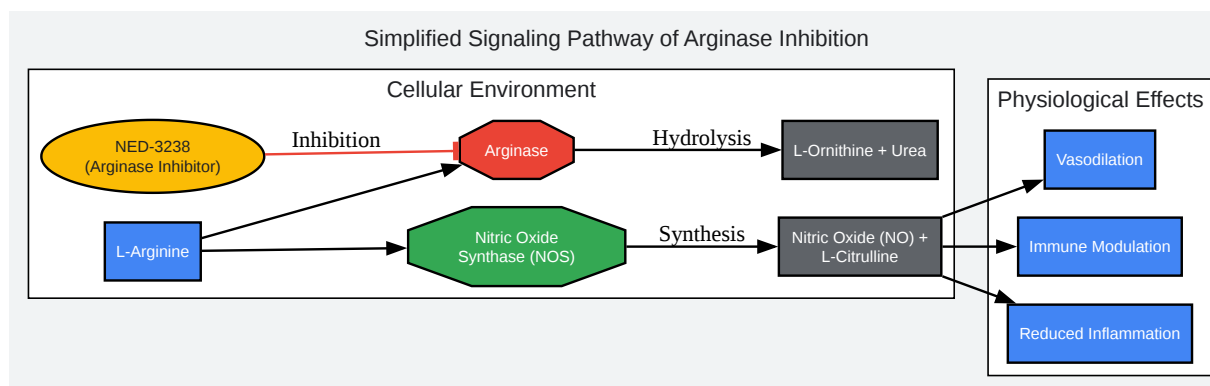 Simplified Signaling Pathway of Arginase Inhibition
Cellular Environment
Physiological Effects
NED-3238
(Arginase Inhibitor)
Inhibition
Arginase
Hydrolysis
L-Ornithine + Urea
Vasodilation
L-Arginine
Nitric Oxide
Synthase (NOS)
Synthesis
Nitric Oxide (NO) +
L-Citrulline
Immune Modulation
Reduced Inflammation